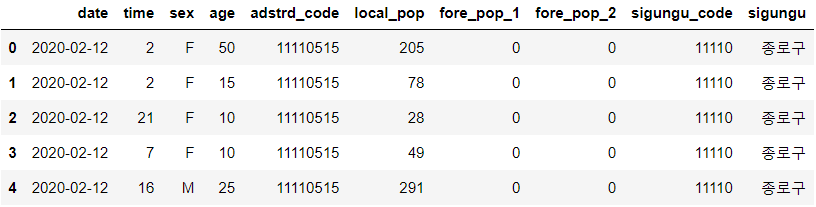 date time sex age adstrd_code local_pop fore_pop_1 fore_pop_2 sigungu_code sigungu
0 2020-02-12 2 F 50 11110515 205 0 0 11110 종로구
1 2020-02-12 2 F 15 11110515 78 0 0 11110 종로구
2 2020-02-12 21 F 10 11110515 28 0 0 11110 종로구
3 2020-02-12 7 F 10 11110515 49 0 0 11110 종로구
4 2020-02-12 16 M 25 11110515 291 0 0 11110 종로구